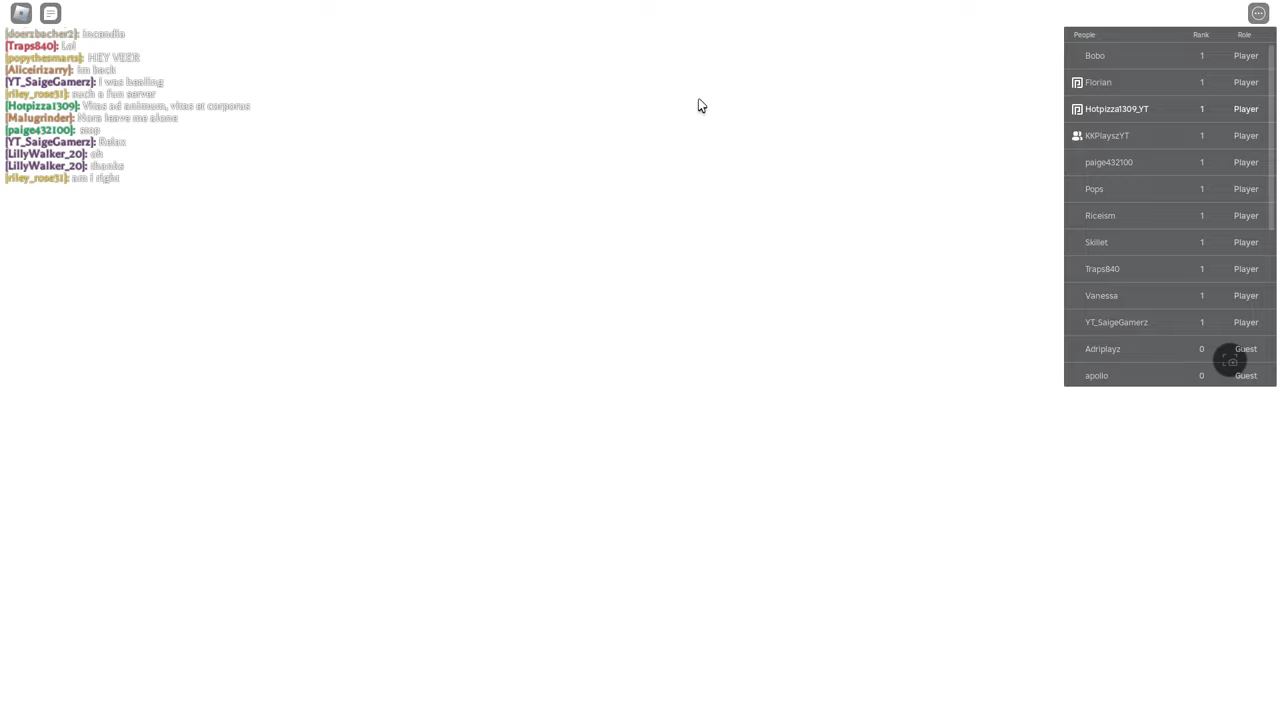 [doerzbacher2]: incendia
[Traps840]: Lol
[popythesmarts]: HEY VEER
[Aliceirizarry]: im back
[YT_SaigeGamerz]: I was healing
[riley_rose31]: such a fun server
[Hotpizza1309]: Vitas ad animum, vitas et corporus
[Malugrinder]: Nora leave me alone
[paige432100]: stop
[YT_SaigeGamerz]: Relax
[LillyWalker_20]: oh
[LillyWalker_20]: thanks
[riley_rose31]: am i right
People Rank Role
Bobo 1 Player
Florian 1 Player
Hotpizza1309_YT 1 Player
KKPlayszYT 1 Player
paige432100 1 Player
Pops 1 Player
Riceism 1 Player
Skillet 1 Player
Traps840 1 Player
Vanessa 1 Player
YT_SaigeGamerz 1 Player
Adriplayz 0 Guest
apollo 0 Guest